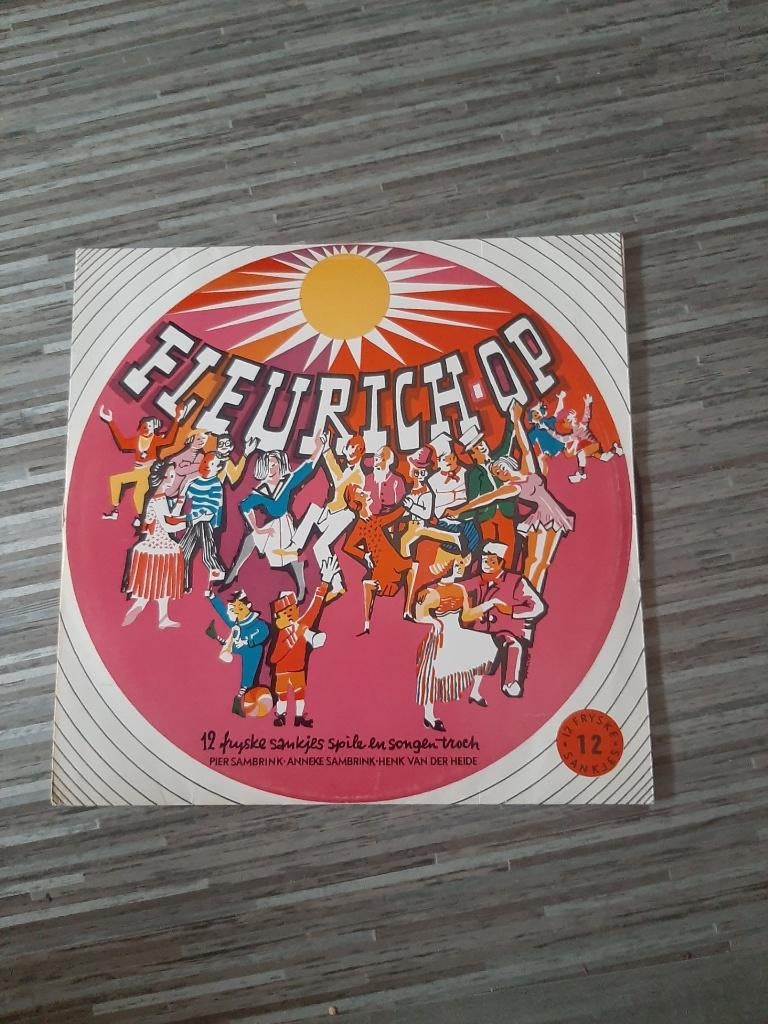 FLEURICH OP
12 fryske sankjes spile en songen troch
PIER SAMBRINK·ANNEKE SAMBRINK·HENK VAN DER HEIDE
12 FRYSKE
12
SANKJES